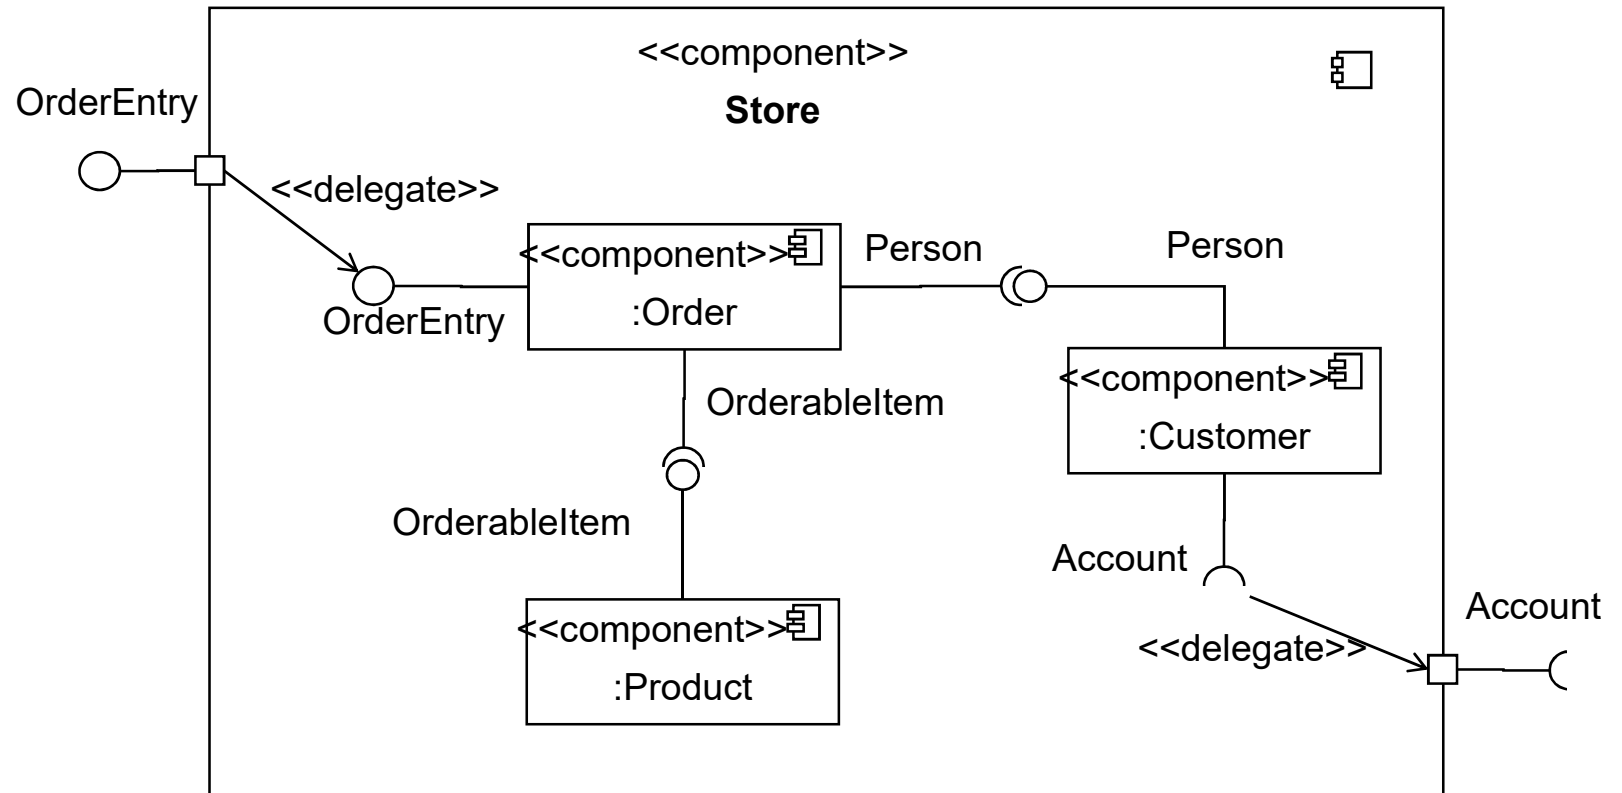 <<component>>
Store
OrderEntry
<<delegate>>
<<component>>
:Order
Person
Person
OrderEntry
OrderableItem
<<component>>
:Customer
OrderableItem
Account
Account
<<component>>
:Product
<<delegate>>